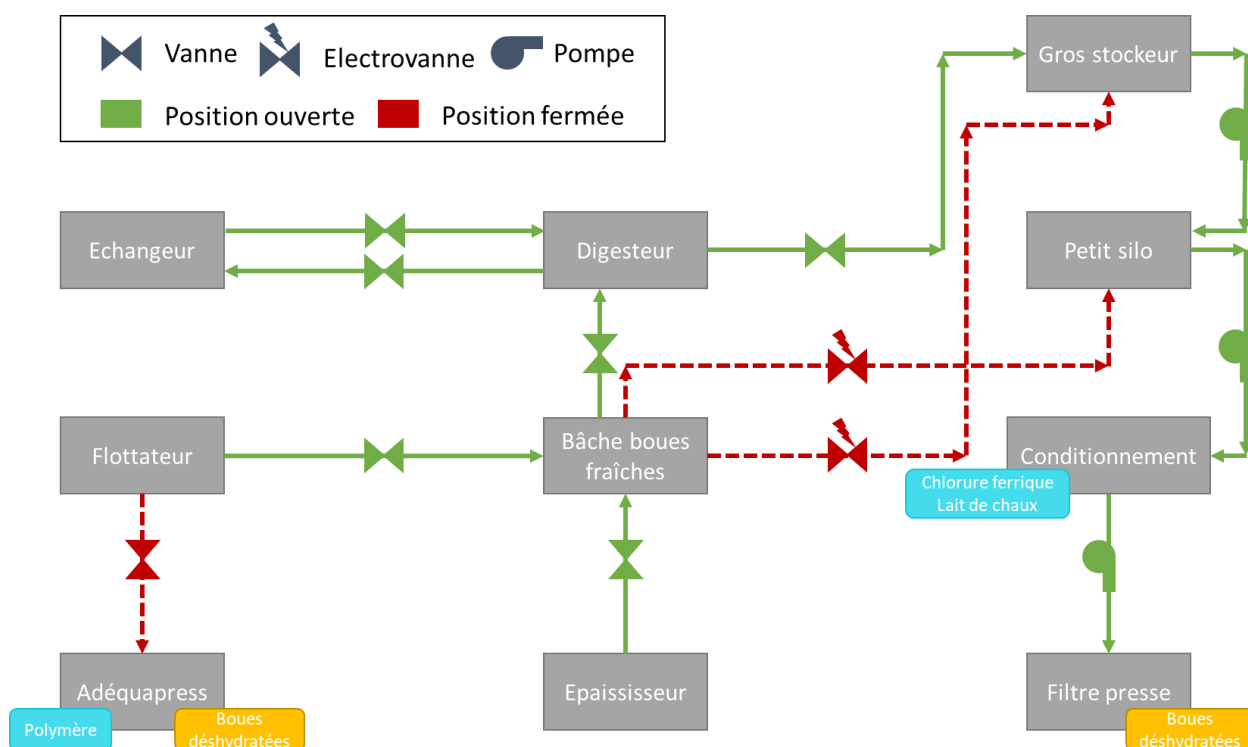 Vanne
Electrovanne
Pompe
Position ouverte
Position fermée
Gros stockeur
Echangeur
Digesteur
Petit silo
Flottateur
Bâche boues
fraîches
Conditionnement
Chlorure ferrique
Lait de chaux
Adéquapress
Polymère
Boues
déshydratées
Epaississeur
Filtre presse
Boues
déshydratées